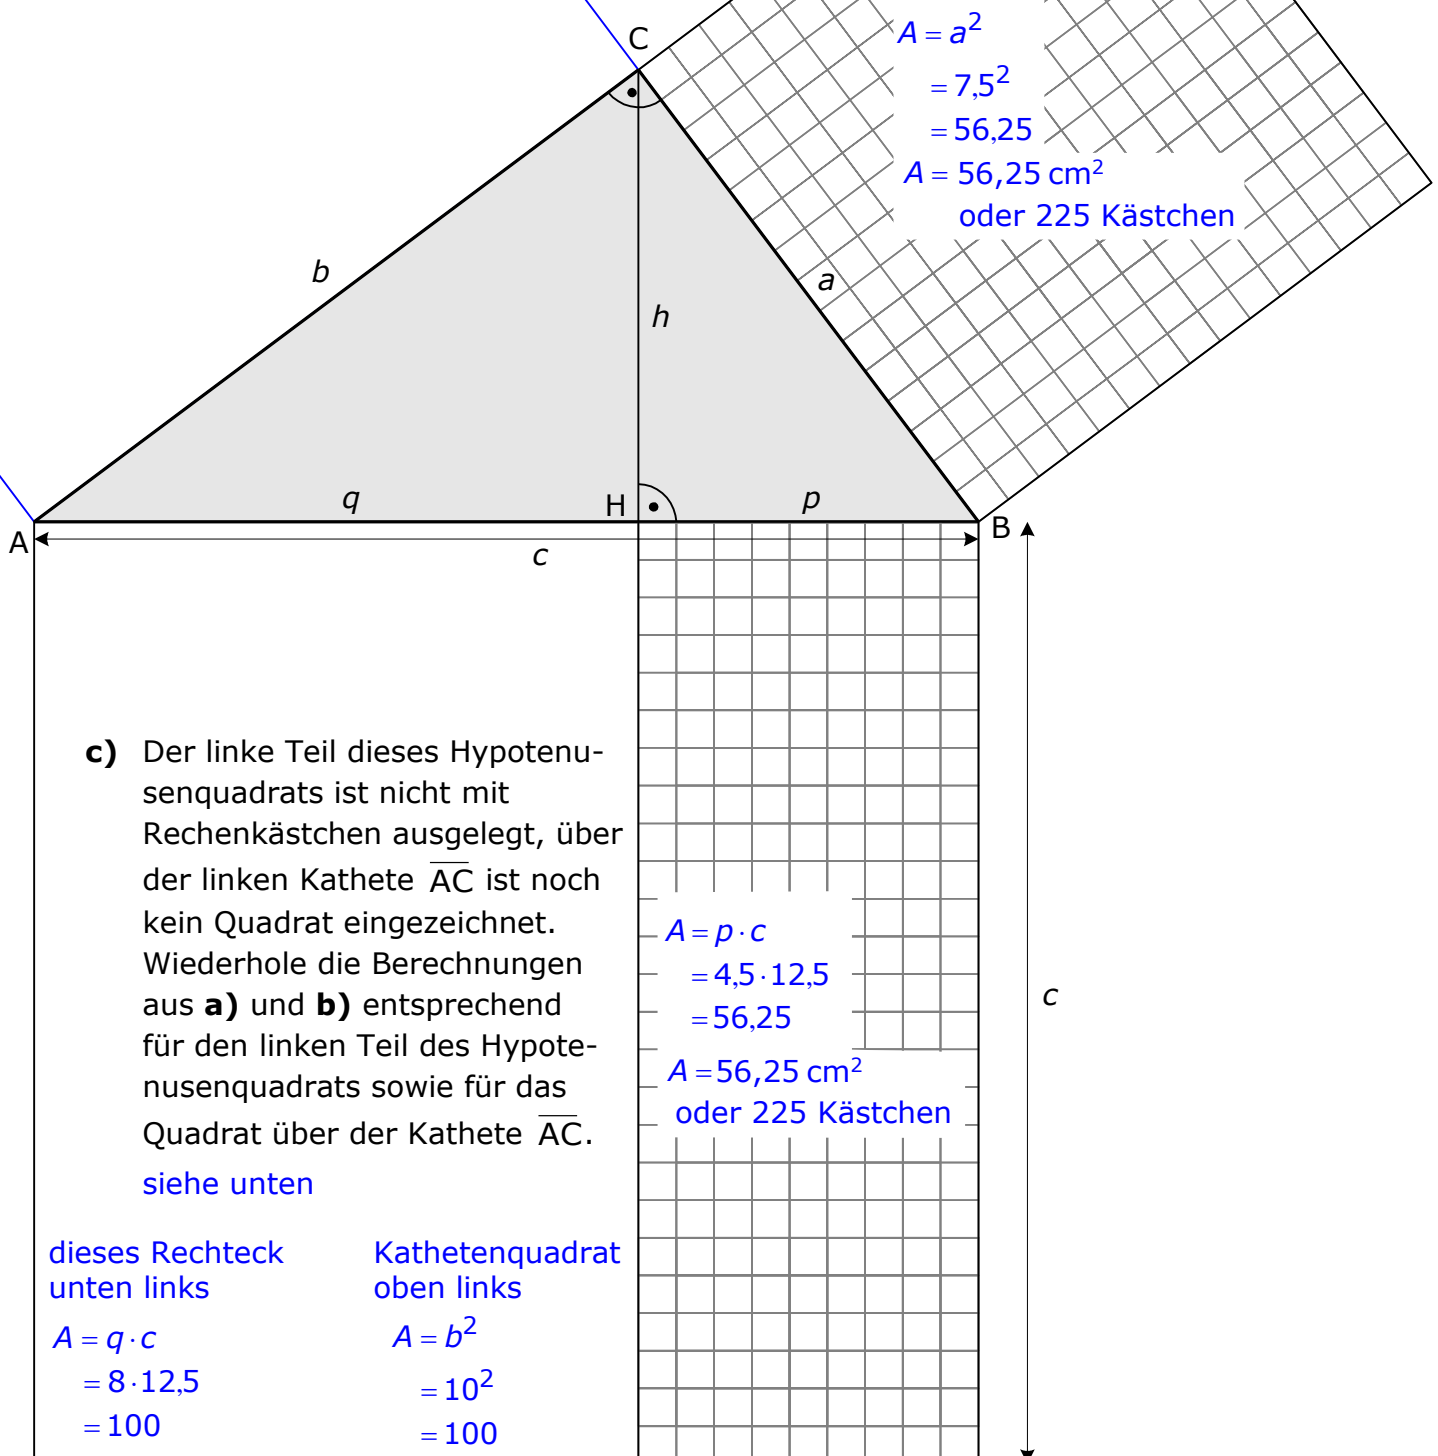 C
A = a²
= 7,5²
= 56,25
A = 56,25 cm²
oder 225 Kästchen
b
a
h
q
H
p
A
B
c
c) Der linke Teil dieses Hypotenu-
senquadrats ist nicht mit
Rechenkästchen ausgelegt, über
der linken Kathete A̅C̅ ist noch
kein Quadrat eingezeichnet.
Wiederhole die Berechnungen
aus a) und b) entsprechend
für den linken Teil des Hypote-
nusenquadrats sowie für das
Quadrat über der Kathete A̅C̅.
siehe unten
A = p · c
= 4,5 · 12,5
= 56,25
A = 56,25 cm²
oder 225 Kästchen
c
dieses Rechteck
unten links
A = q · c
= 8 · 12,5
= 100
Kathetenquadrat
oben links
A = b²
= 10²
= 100